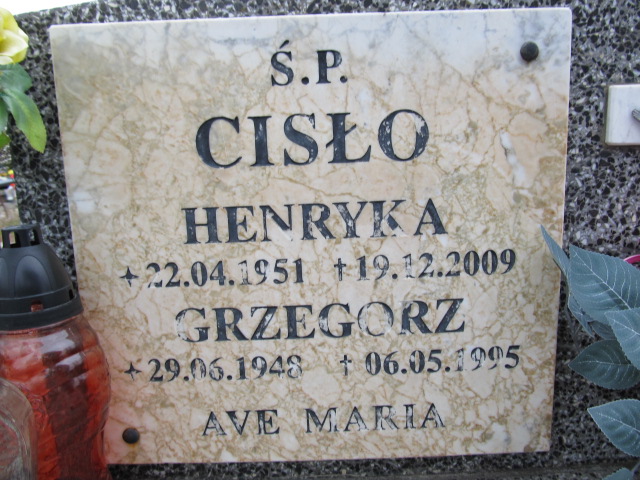 Ś.P.
CISŁO
HENRYKA
+22.04.1951 †19.12.2009
GRZEGORZ
+29.06.1948 † 06.05.1995
AVE MARIA